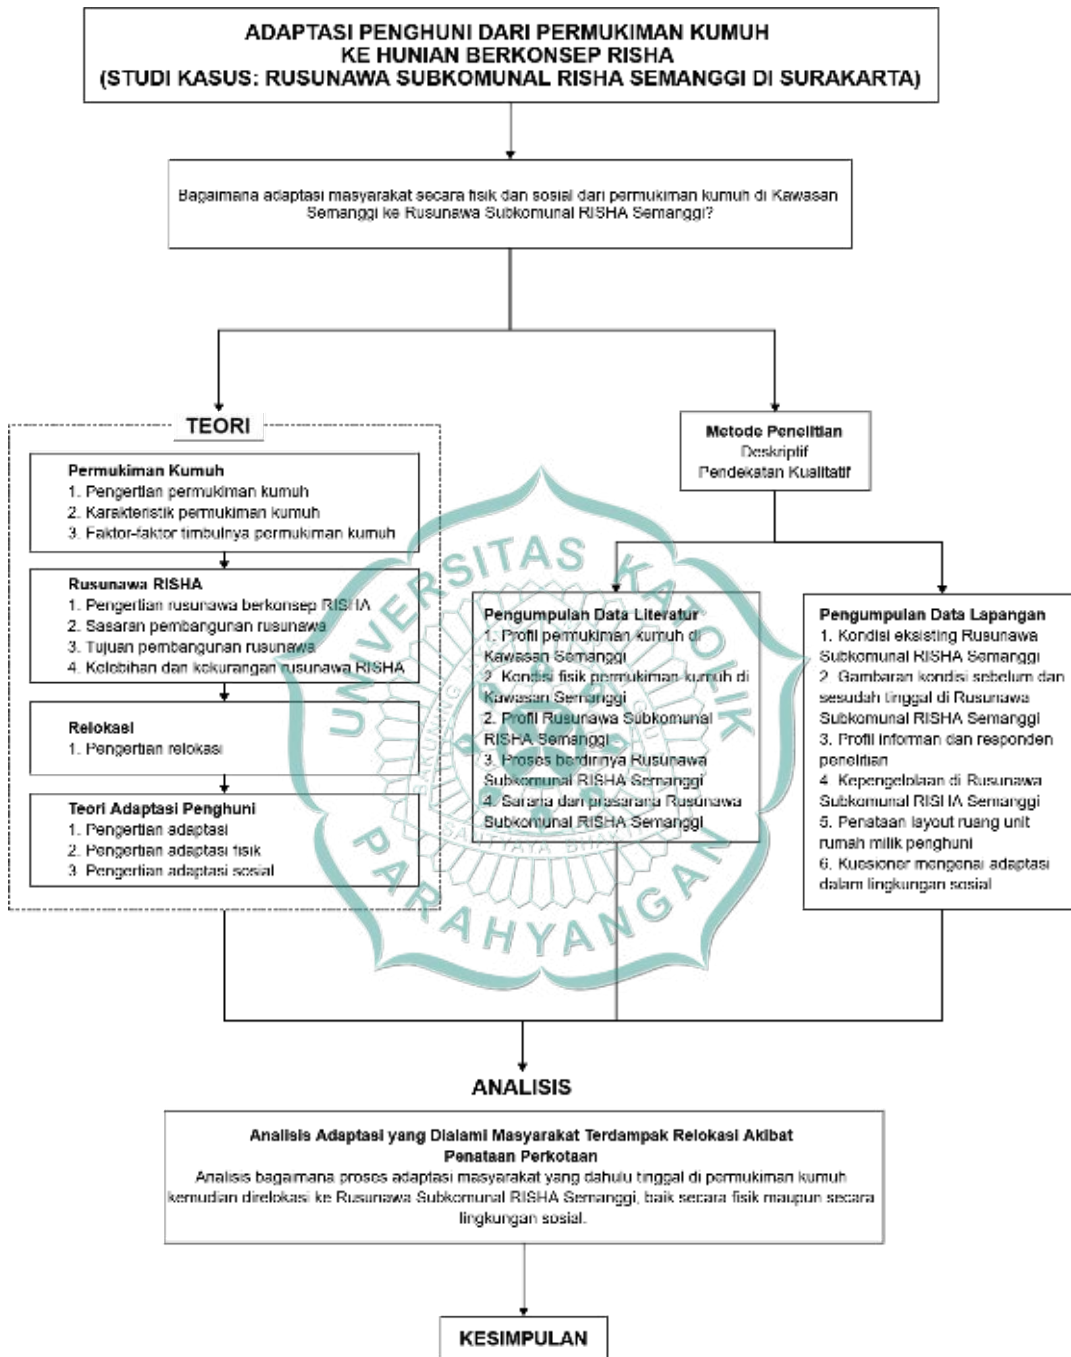 ADAPTASI PENGHUNI DARI PERMUKIMAN KUMUH
KE HUNIAN BERKONSEP RISHA
(STUDI KASUS: RUSUNAWA SUBKOMUNAL RISHA SEMANGGI DI SURAKARTA)
Bagaimana adaptasi masyarakat secara fisik dan sosial dari permukiman kumuh di Kawasan
Semanggi ke Rusunawa Subkomunal RISHA Semanggi?
TEORI
Permukiman Kumuh
1. Pengertian permukiman kumuh
2. Karakteristik permukiman kumuh
3. Faktor-faktor timbulnya permukiman kumuh
Rusunawa RISHA
1. Pengertian rusunawa berkonsep RISHA
2. Sasaran pembangunan rusunawa
3. Tujuan pembangunan rusunawa
4. Kelebihan dan kekurangan rusunawa RISHA
Relokasi
1. Pengertian relokasi
Teori Adaptasi Penghuni
1. Pengertian adaptasi
2. Pengertian adaptasi fisik
3. Pengertian adaptasi sosial
Metode Penelitian
Deskriptif
Pendekatan Kualitatif
Pengumpulan Data Literatur
1. Profil permukiman kumuh di
Kawasan Semanggi
2. Kondisi fisik permukiman kumuh di
Kawasan Semanggi
2. Profil Rusunawa Subkomunal
RISHA Semanggi
3. Proses berdirinya Rusunawa
Subkomunal RISHA Semanggi
4. Sarana dan prasarana Rusunawa
Subkomunal RISHA Semanggi
Pengumpulan Data Lapangan
1. Kondisi eksisting Rusunawa
Subkomunal RISHA Semanggi
2. Gambaran kondisi sebelum dan
sesudah tinggal di Rusunawa
Subkomunal RISHA Semanggi
3. Profil informan dan responden
penelitian
4. Kepengelolaan di Rusunawa
Subkomunal RISHA Semanggi
5. Penataan layout ruang unit
rumah milik penghuni
6. Kuesioner mengenai adaptasi
dalam lingkungan sosial
UNIVERSITAS KATOLIK
PARAHYANGAN
ANALISIS
Analisis Adaptasi yang Dialami Masyarakat Terdampak Relokasi Akibat
Penataan Perkotaan
Analisis bagaimana proses adaptasi masyarakat yang dahulu tinggal di permukiman kumuh
kemudian direlokasi ke Rusunawa Subkomunal RISHA Semanggi, baik secara fisik maupun secara
lingkungan sosial.
KESIMPULAN